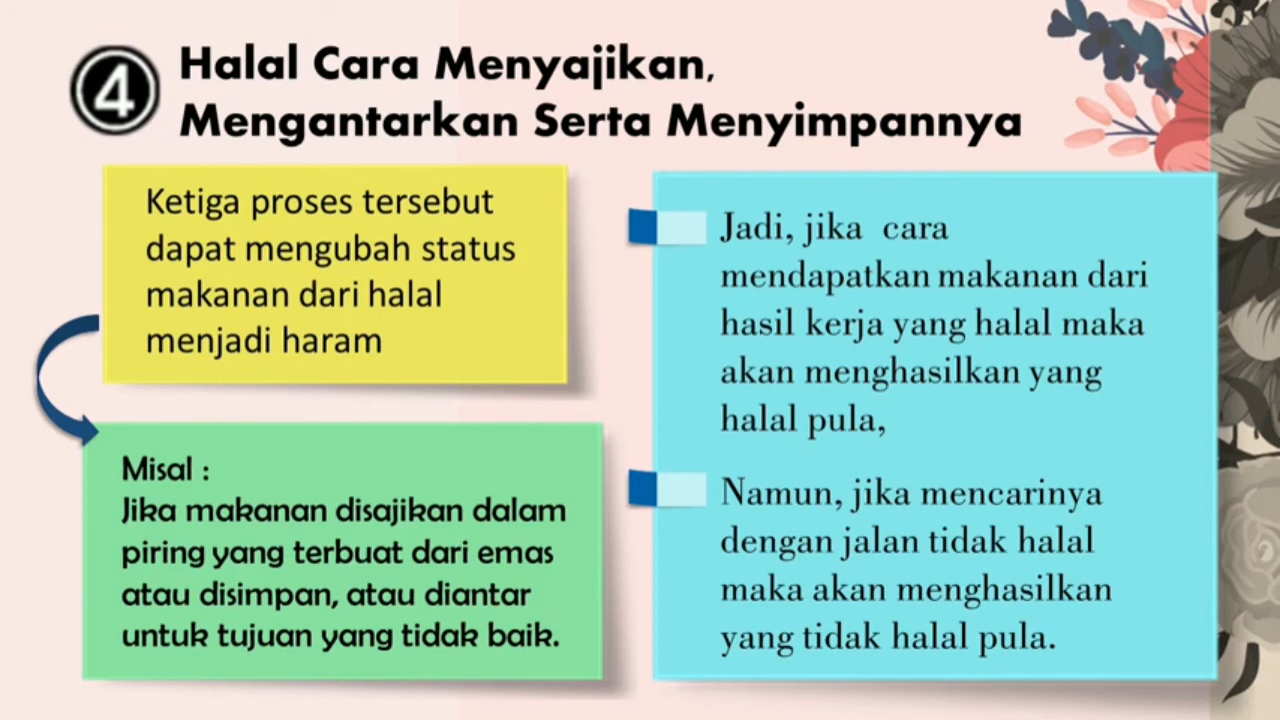 4
Halal Cara Menyajikan,
Mengantarkan Serta Menyimpannya
Ketiga proses tersebut
dapat mengubah status
makanan dari halal
menjadi haram
Misal :
Jika makanan disajikan dalam
piring yang terbuat dari emas
atau disimpan, atau diantar
untuk tujuan yang tidak baik.
Jadi, jika cara
mendapatkan makanan dari
hasil kerja yang halal maka
akan menghasilkan yang
halal pula,
Namun, jika mencarinya
dengan jalan tidak halal
maka akan menghasilkan
yang tidak halal pula.